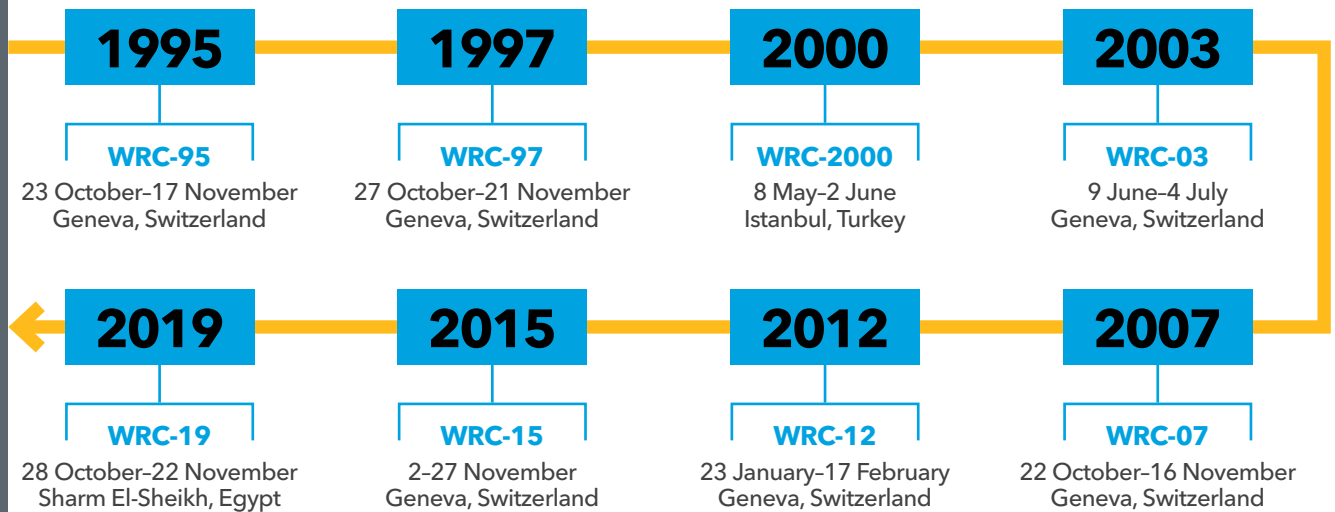 1995
WRC-95
23 October–17 November
Geneva, Switzerland
1997
WRC-97
27 October–21 November
Geneva, Switzerland
2000
WRC-2000
8 May–2 June
Istanbul, Turkey
2003
WRC-03
9 June–4 July
Geneva, Switzerland
2007
WRC-07
22 October–16 November
Geneva, Switzerland
2012
WRC-12
23 January–17 February
Geneva, Switzerland
2015
WRC-15
2–27 November
Geneva, Switzerland
2019
WRC-19
28 October–22 November
Sharm El-Sheikh, Egypt